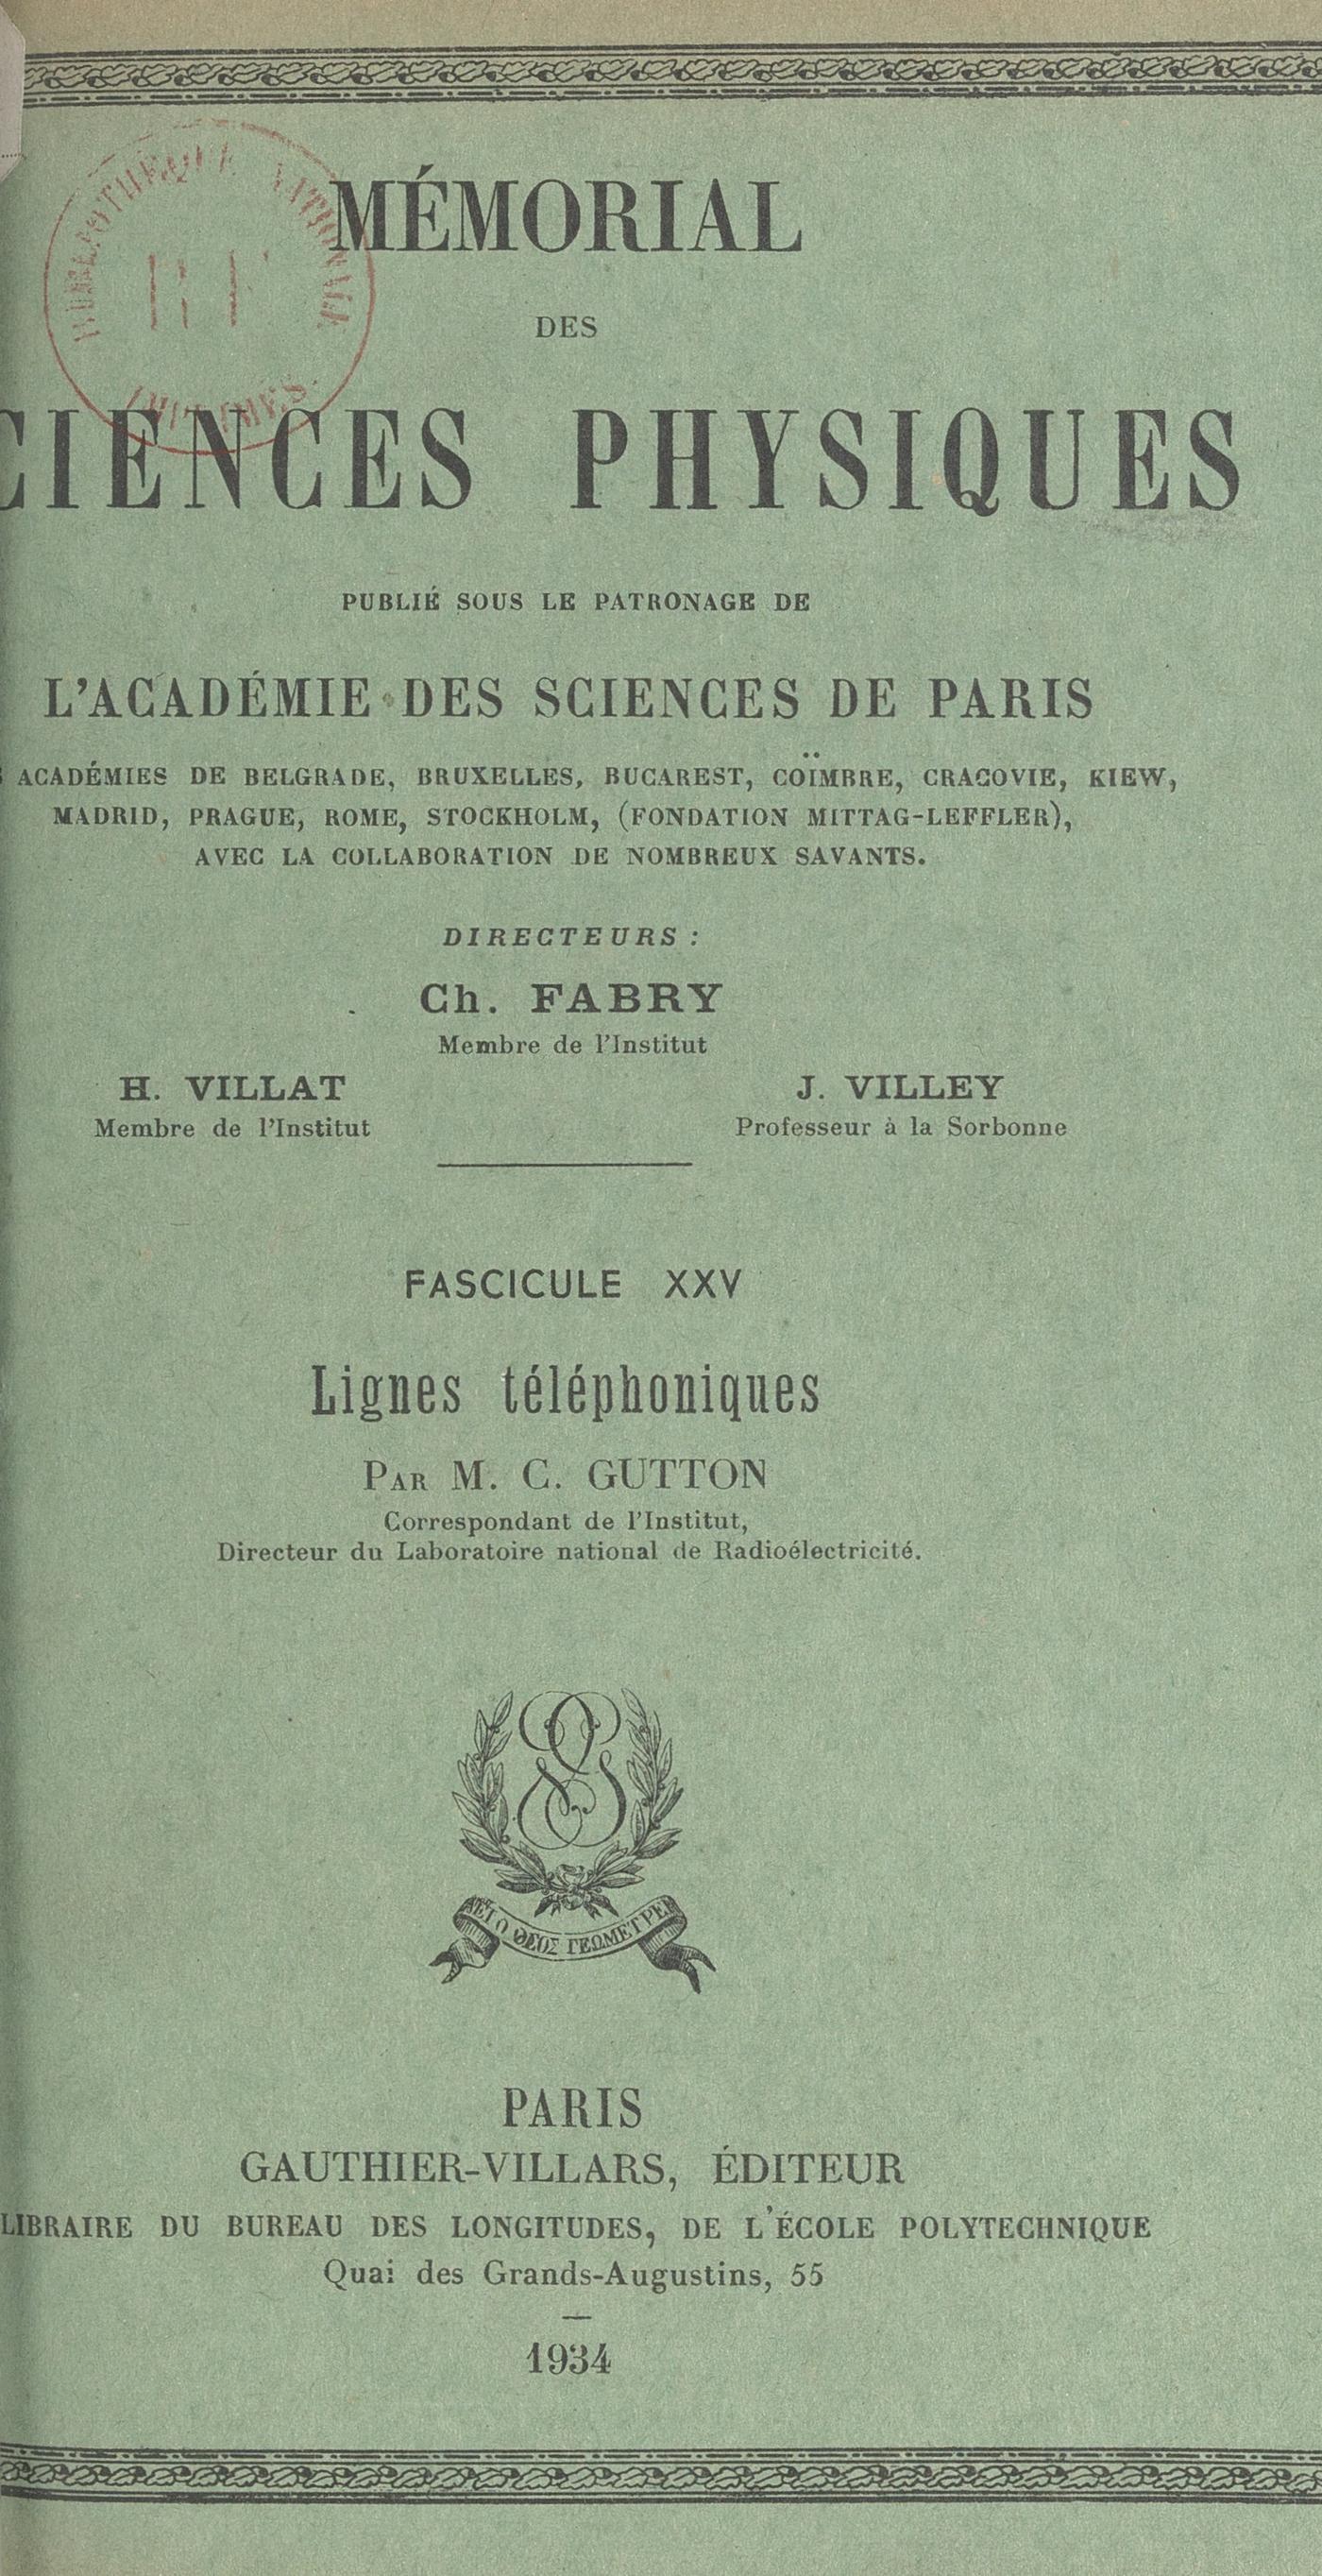 MÉMORIAL
DES
CIENCES PHYSIQUES
PUBLIÉ SOUS LE PATRONAGE DE
L'ACADÉMIE DES SCIENCES DE PARIS
ACADÉMIES DE BELGRADE, BRUXELLES, BUCAREST, COÏMBRE, CRACOVIE, KIEW,
MADRID, PRAGUE, ROME, STOCKHOLM, (FONDATION MITTAG-LEFFLER),
AVEC LA COLLABORATION DE NOMBREUX SAVANTS.
DIRECTEURS :
Ch. FABRY
Membre de l'Institut
H. VILLAT
Membre de l'Institut
J. VILLEY
Professeur à la Sorbonne
FASCICULE XXV
Lignes téléphoniques
PAR M. C. GUTTON
Correspondant de l'Institut,
Directeur du Laboratoire national de Radioélectricité.
ΘΕΟΣ ΓΕΩΜΕΤΡΕΙ
PARIS
GAUTHIER-VILLARS, ÉDITEUR
LIBRAIRE DU BUREAU DES LONGITUDES, DE L'ÉCOLE POLYTECHNIQUE
Quai des Grands-Augustins, 55
1934